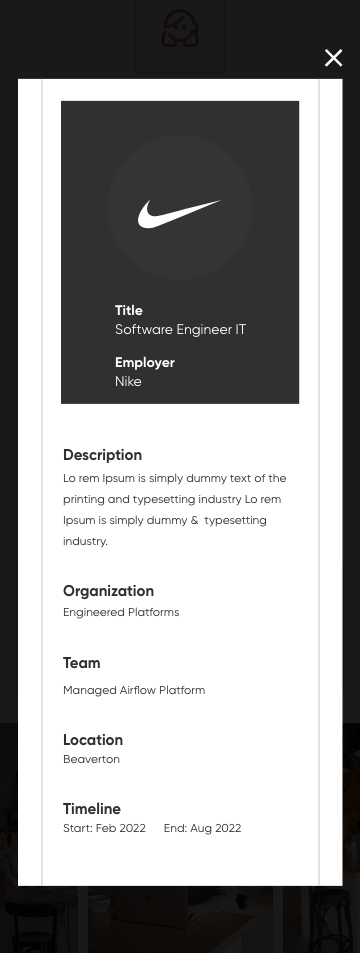 Title
Software Engineer IT
Employer
Nike
Description
Lo rem Ipsum is simply dummy text of the
printing and typesetting industry Lo rem
Ipsum is simply dummy &  typesetting
industry.
Organization
Engineered Platforms
Team
Managed Airflow Platform
Location
Beaverton
Timeline
Start: Feb 2022    End: Aug 2022